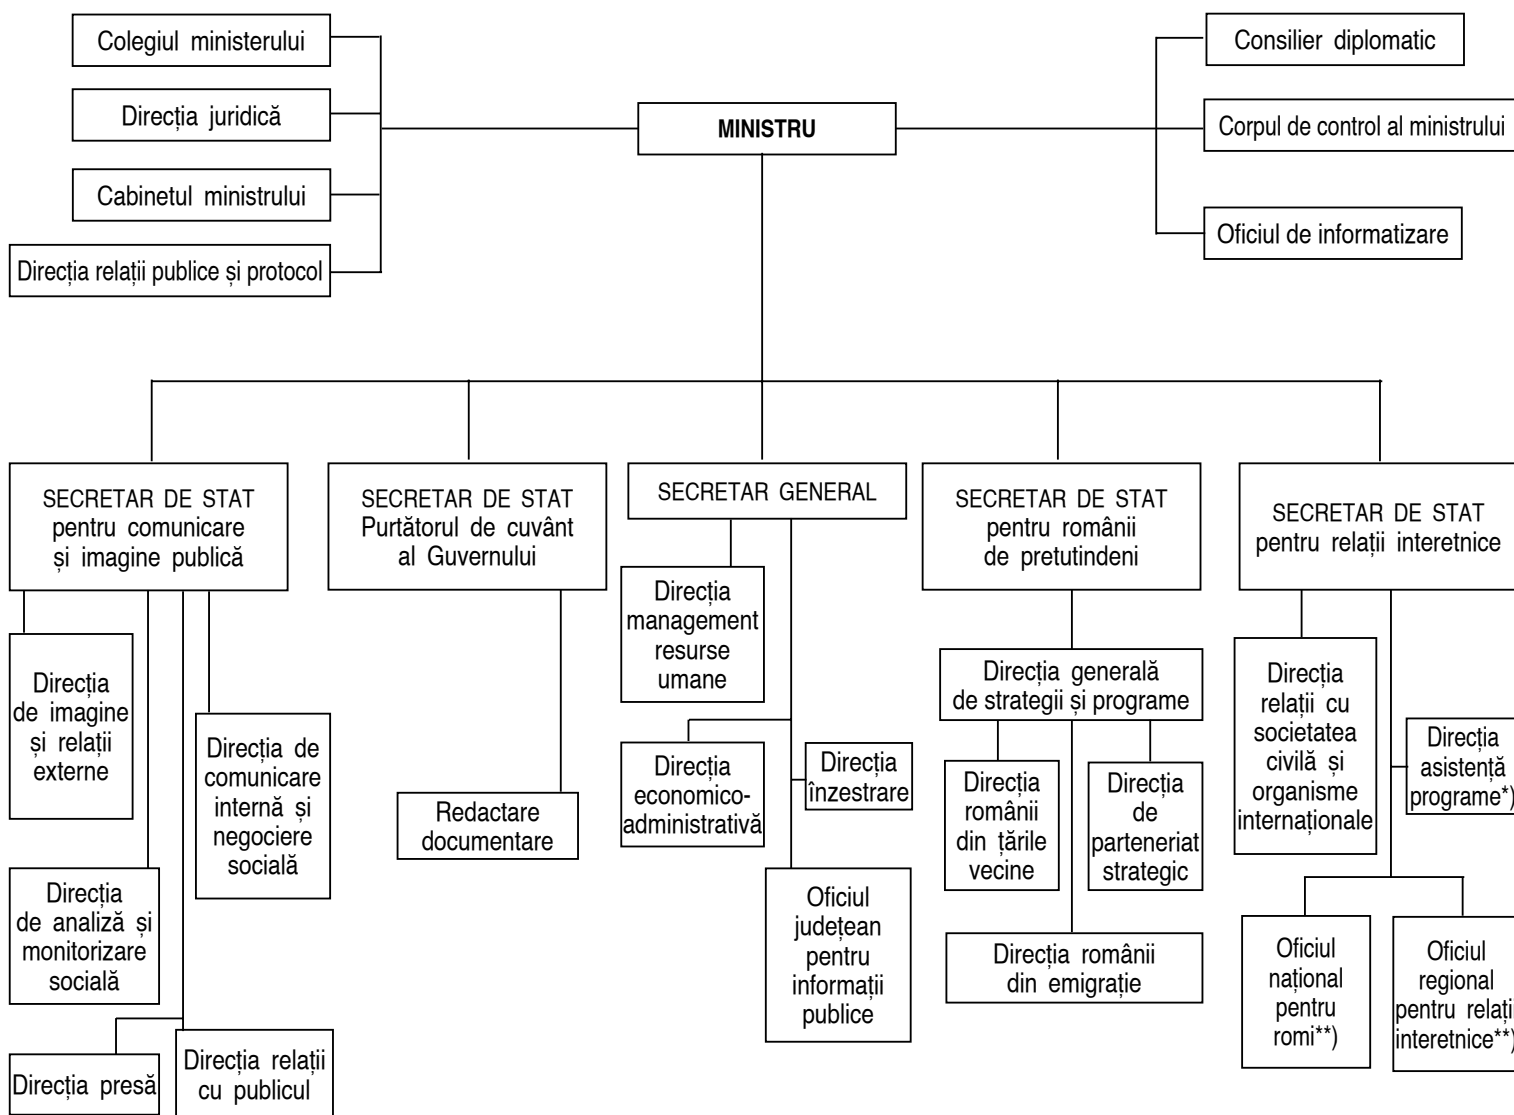 Colegiul ministerului
Direcția juridică
Cabinetul ministrului
Direcția relații publice și protocol
MINISTRU
Consilier diplomatic
Corpul de control al ministrului
Oficiul de informatizare
SECRETAR DE STAT
pentru comunicare
și imagine publică
SECRETAR DE STAT
Purtătorul de cuvânt
al Guvernului
SECRETAR GENERAL
SECRETAR DE STAT
pentru românii
de pretutindeni
SECRETAR DE STAT
pentru relații interetnice
Direcția
de imagine
și relații
externe
Direcția de
comunicare
internă și
negociere
socială
Direcția
de analiză și
monitorizare
socială
Direcția presă
Direcția relații
cu publicul
Redactare
documentare
Direcția
management
resurse
umane
Direcția
economico-
administrativă
Direcția
înzestrare
Oficiul
județean
pentru
informații
publice
Direcția generală
de strategii și programe
Direcția
românii
din țările
vecine
Direcția
de
parteneriat
strategic
Direcția românii
din emigrație
Direcția
relații cu
societatea
civilă și
organisme
internaționale
Direcția
asistență
programe*)
Oficiul
național
pentru
romi**)
Oficiul
regional
pentru relații
interetnice**)